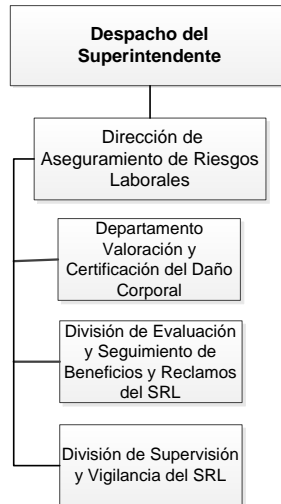 Despacho del
Superintendente
Dirección de
Aseguramiento de Riesgos
Laborales
Departamento
Valoración y
Certificación del Daño
Corporal
División de Evaluación
y Seguimiento de
Beneficios y Reclamos
del SRL
División de Supervisión
y Vigilancia del SRL